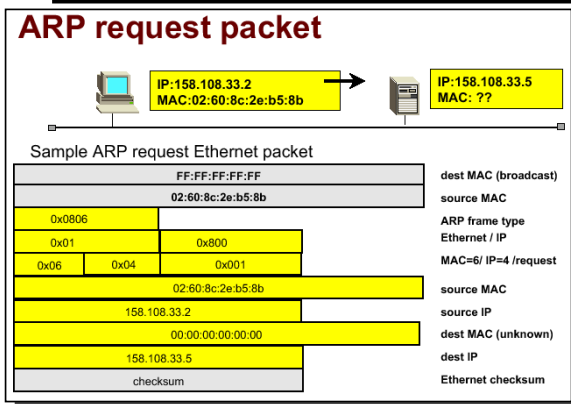 ARP request packet
IP:158.108.33.2
MAC:02:60:8c:2e:b5:8b
IP:158.108.33.5
MAC: ??
Sample ARP request Ethernet packet
FF:FF:FF:FF:FF dest MAC (broadcast)
02:60:8c:2e:b5:8b source MAC
0x0806 ARP frame type
0x01 0x800 Ethernet / IP
0x06 0x04 0x001 MAC=6/ IP=4 /request
02:60:8c:2e:b5:8b source MAC
158.108.33.2 source IP
00:00:00:00:00:00 dest MAC (unknown)
158.108.33.5 dest IP
checksum Ethernet checksum